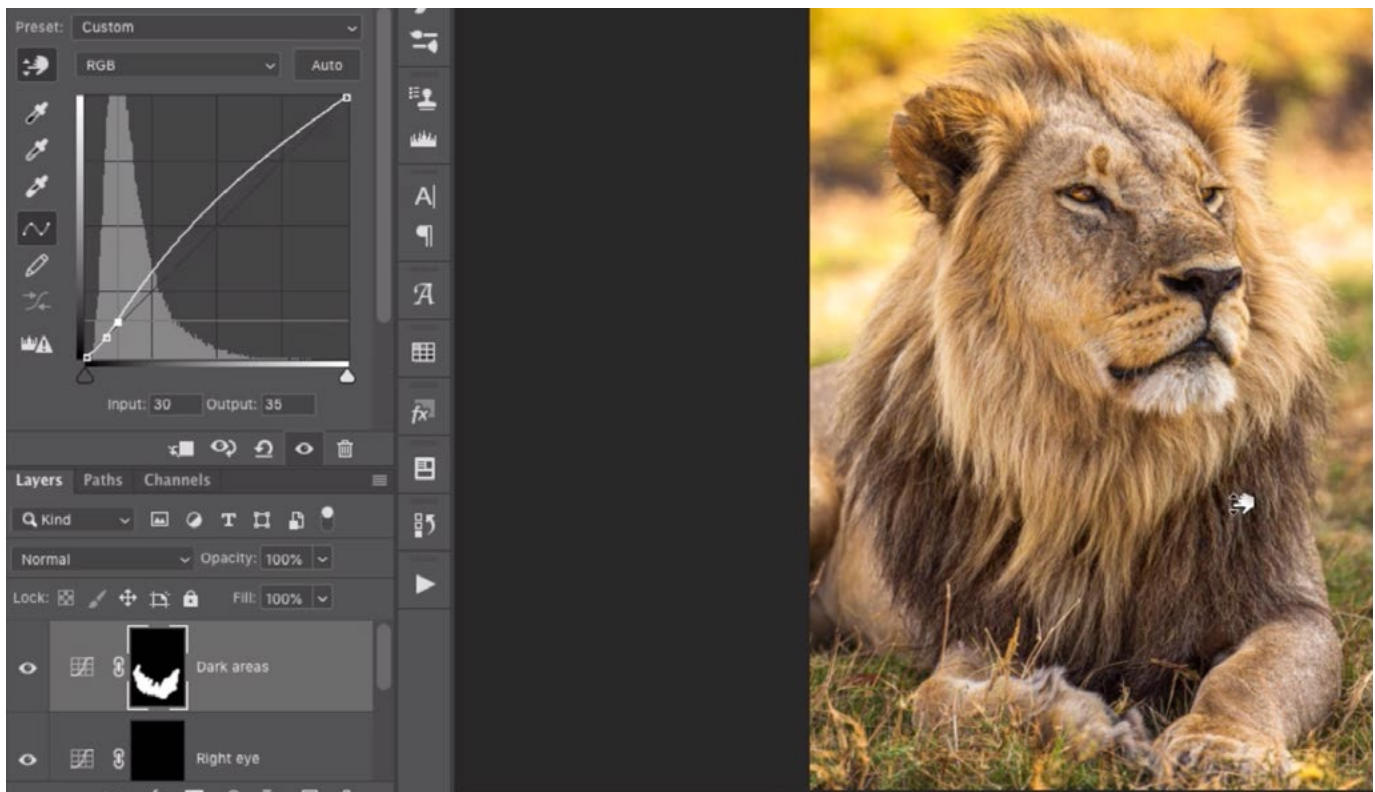 Preset: Custom
RGB Auto
Input: 30 Output: 35
Layers Paths Channels
Kind
Normal Opacity: 100%
Lock: Fill: 100%
Dark areas
Right eye